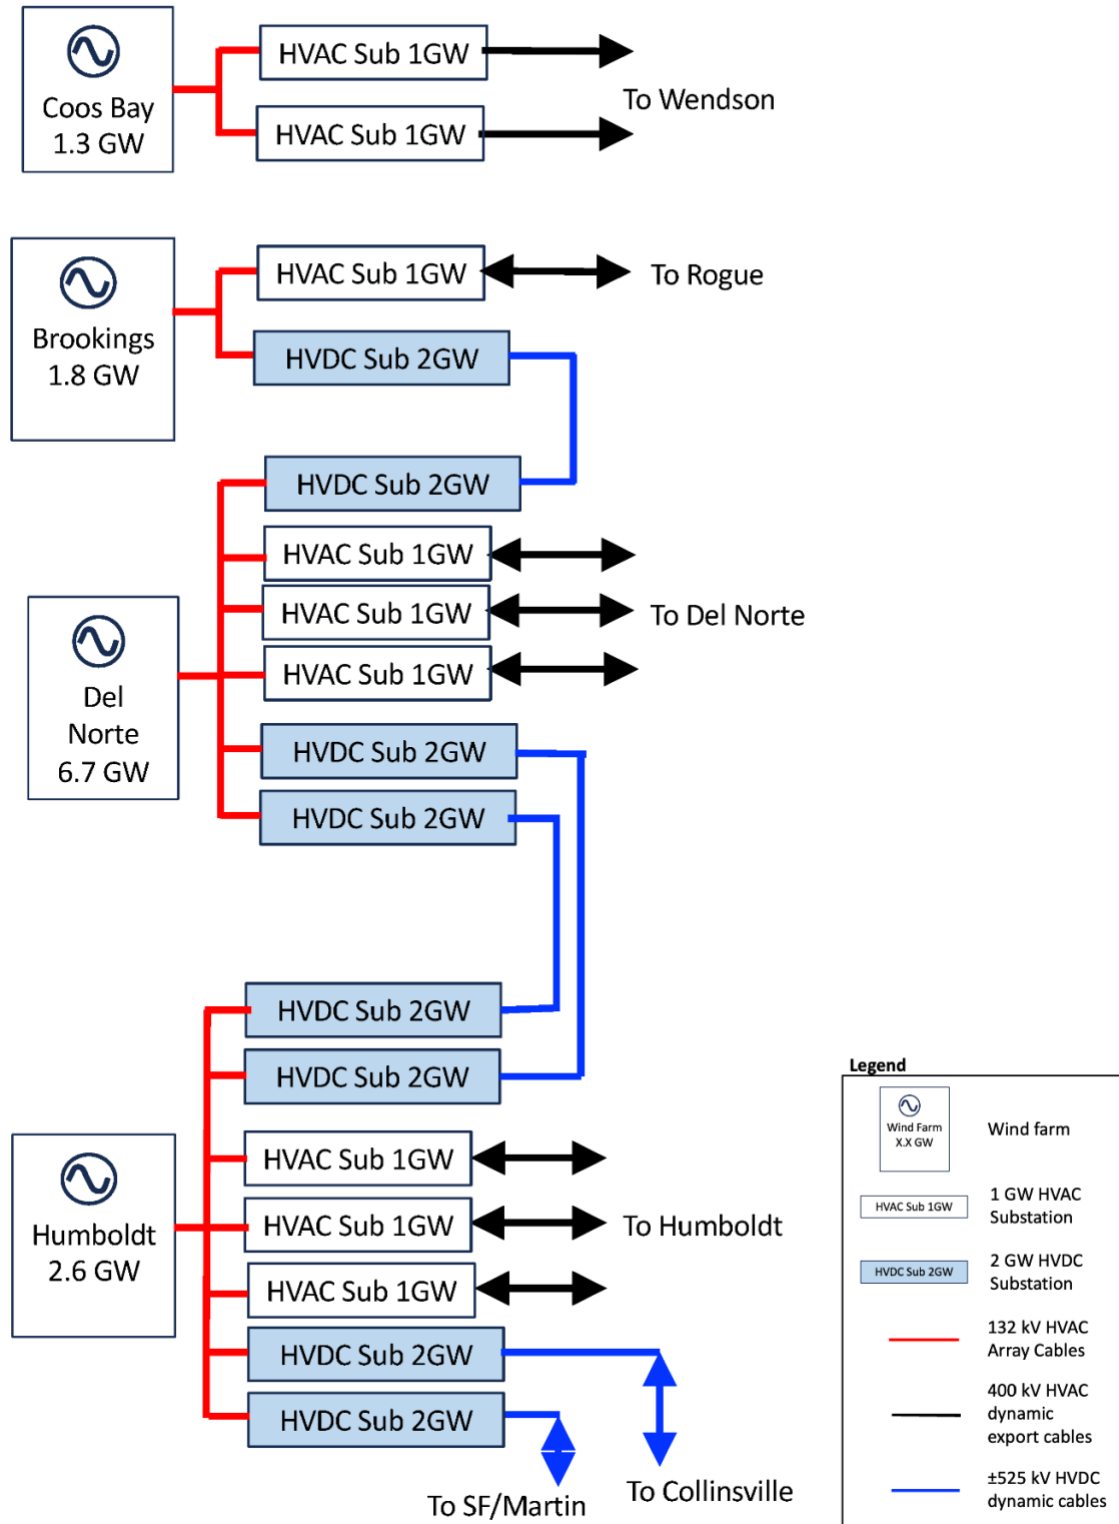 Coos Bay
1.3 GW
HVAC Sub 1GW
HVAC Sub 1GW
To Wendson
Brookings
1.8 GW
HVAC Sub 1GW
To Rogue
HVDC Sub 2GW
Del
Norte
6.7 GW
HVDC Sub 2GW
HVAC Sub 1GW
HVAC Sub 1GW
To Del Norte
HVAC Sub 1GW
HVDC Sub 2GW
HVDC Sub 2GW
Humboldt
2.6 GW
HVDC Sub 2GW
HVDC Sub 2GW
HVAC Sub 1GW
HVAC Sub 1GW
To Humboldt
HVAC Sub 1GW
HVDC Sub 2GW
HVDC Sub 2GW
To Collinsville
To SF/Martin
Legend
Wind Farm
X.X GW
Wind farm
HVAC Sub 1GW
1 GW HVAC
Substation
HVDC Sub 2GW
2 GW HVDC
Substation
132 kV HVAC
Array Cables
400 kV HVAC
dynamic
export cables
±525 kV HVDC
dynamic cables